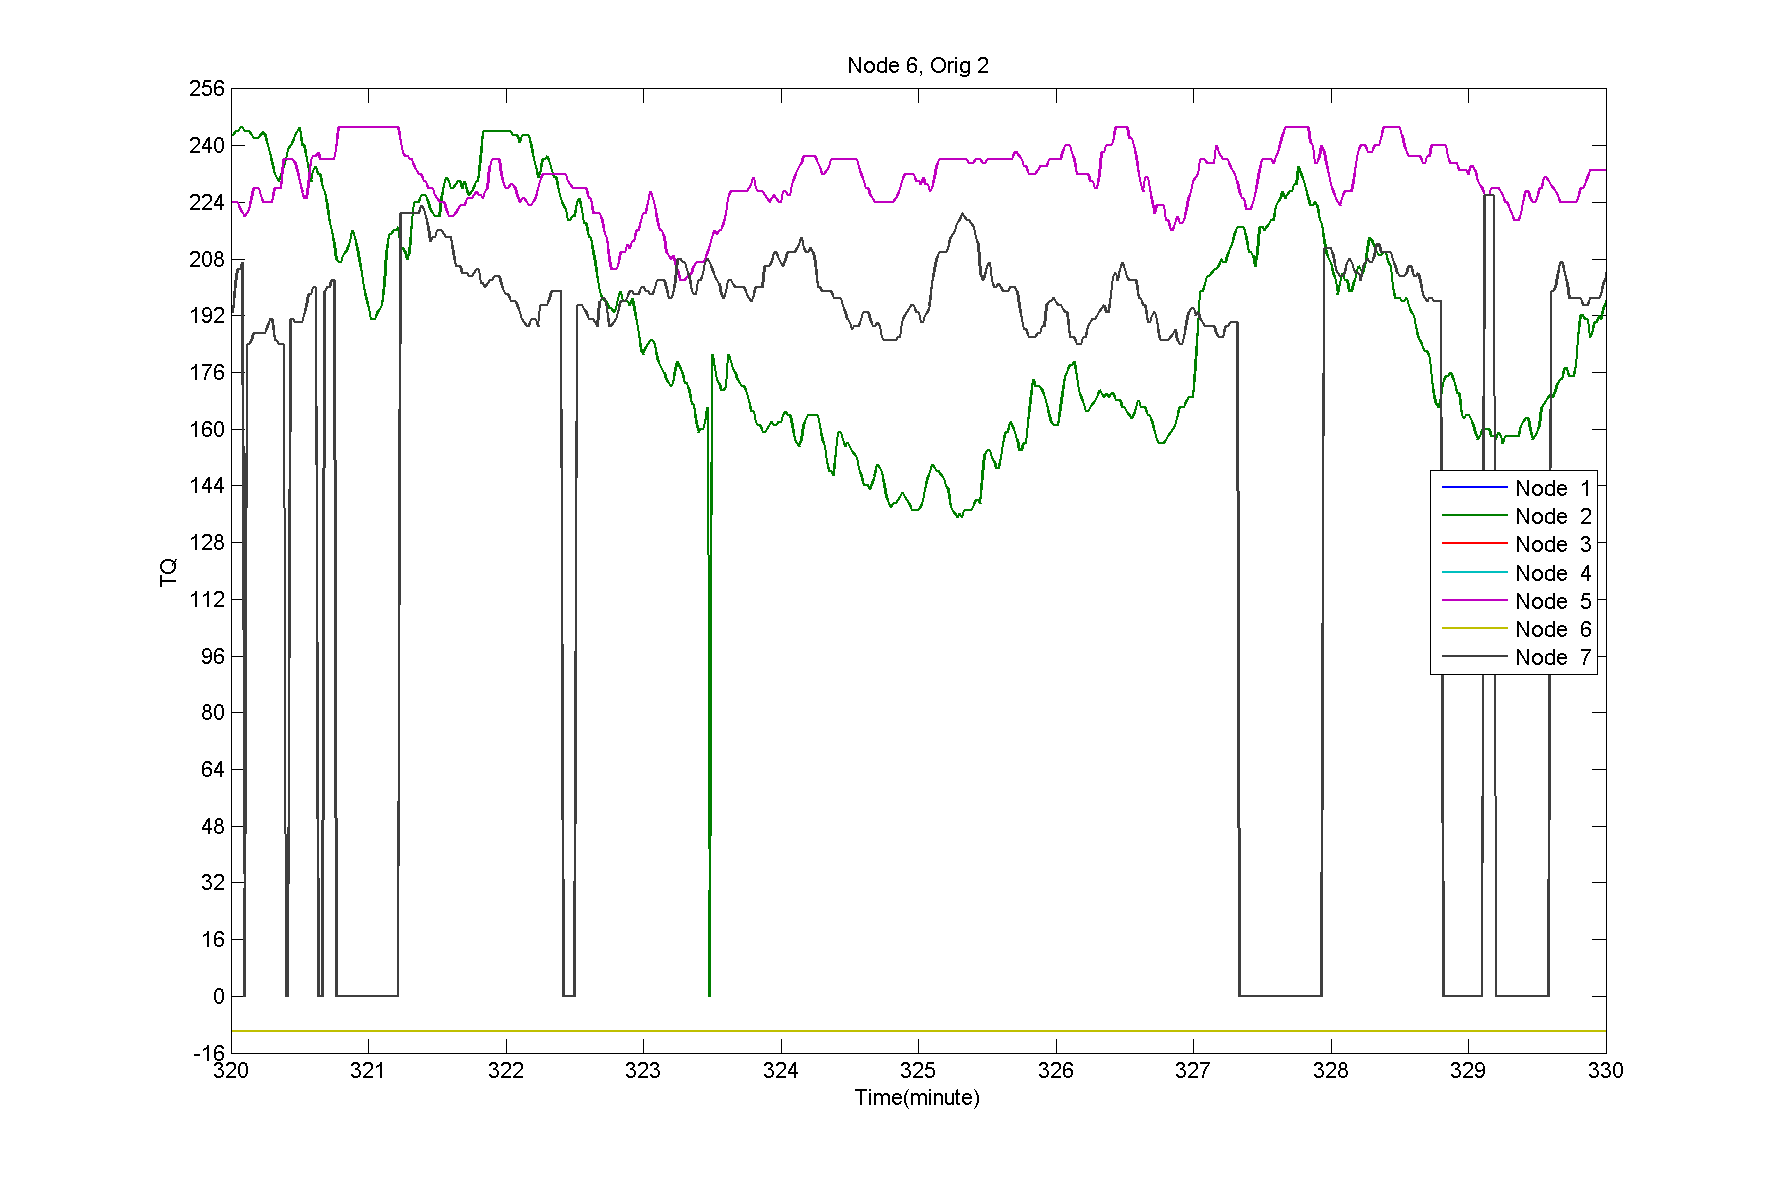 Node 6, Orig 2
256
240
224
208
192
176
160
144
128
112
96
80
64
48
32
16
0
-16
TQ
Node 1
Node 2
Node 3
Node 4
Node 5
Node 6
Node 7
320 321 322 323 324 325 326 327 328 329 330
Time(minute)